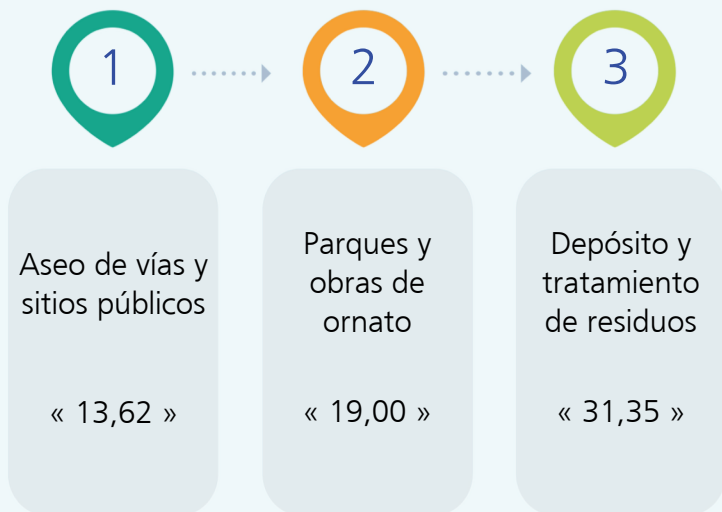 1
2
3
Aseo de vías y
sitios públicos
« 13,62 »
Parques y
obras de
ornato
« 19,00 »
Depósito y
tratamiento
de residuos
« 31,35 »